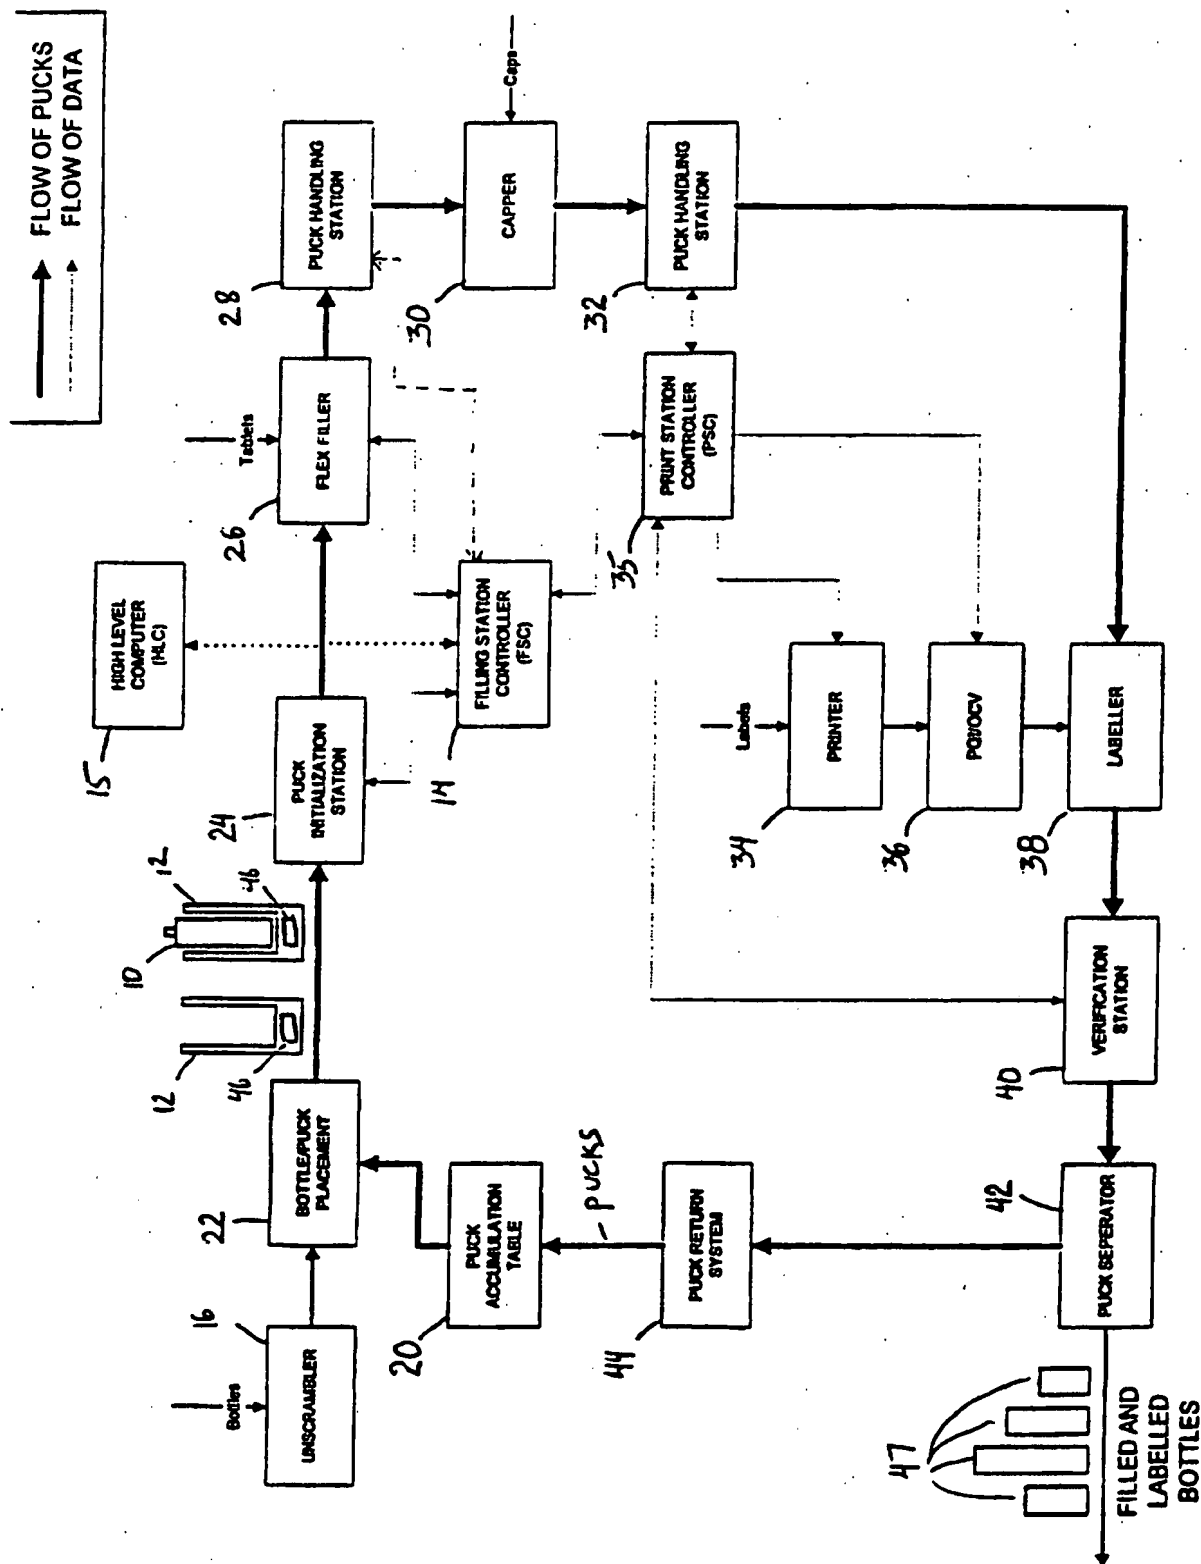 FLOW OF PUCKS
FLOW OF DATA
Bottles
16
UNSCRAMBLER
22
BOTTLE/PUCK
PLACEMENT
12
46
10
12
46
24
PUCK
INITIALIZATION
STATION
15
HIGH LEVEL
COMPUTER
(HLC)
26
Tablets
FLEX FILLER
28
PUCK HANDLING
STATION
20
PUCK
ACCUMULATION
TABLE
14
FILLING STATION
CONTROLLER
(FSC)
30
CAPPER
Caps
PUCKS
44
PUCK RETURN
SYSTEM
35
PRINT STATION
CONTROLLER
(PSC)
32
PUCK HANDLING
STATION
Labels
34
PRINTER
36
PQI/OCV
38
LABELLER
40
VERIFICATION
STATION
42
PUCK SEPERATOR
47
FILLED AND
LABELLED
BOTTLES